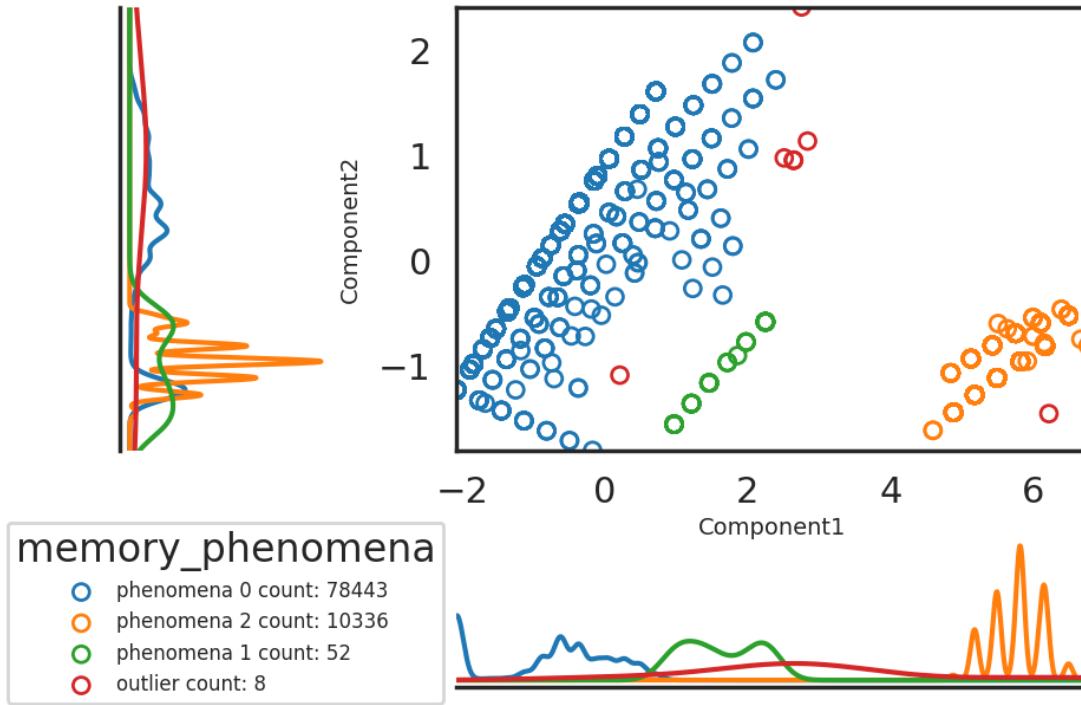 2
1
0
−1
Component2
−2
0
2
4
6
Component1
memory_phenomena
phenomena 0 count: 78443
phenomena 2 count: 10336
phenomena 1 count: 52
outlier count: 8